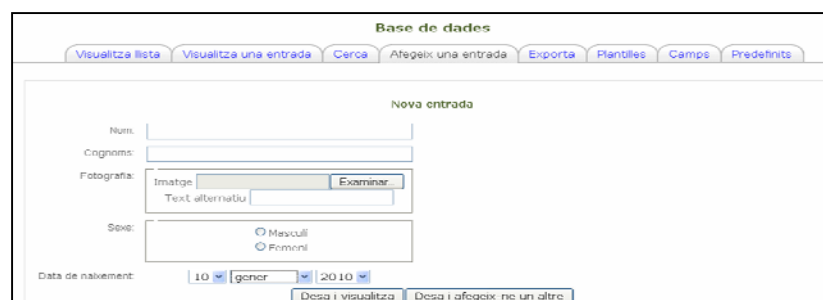 Base de dades
Visualitza llista Visualitza una entrada Cerca Afegeix una entrada Exporta Plantilles Camps Predefinits
Nova entrada
Nom:
Cognoms:
Fotografia:
Imatge Examinar...
Text alternatiu
Sexe:
Masculí
Femení
Data de naixement: 10 gener 2010
Desa i visualitza Desa i afegeix-ne un altre